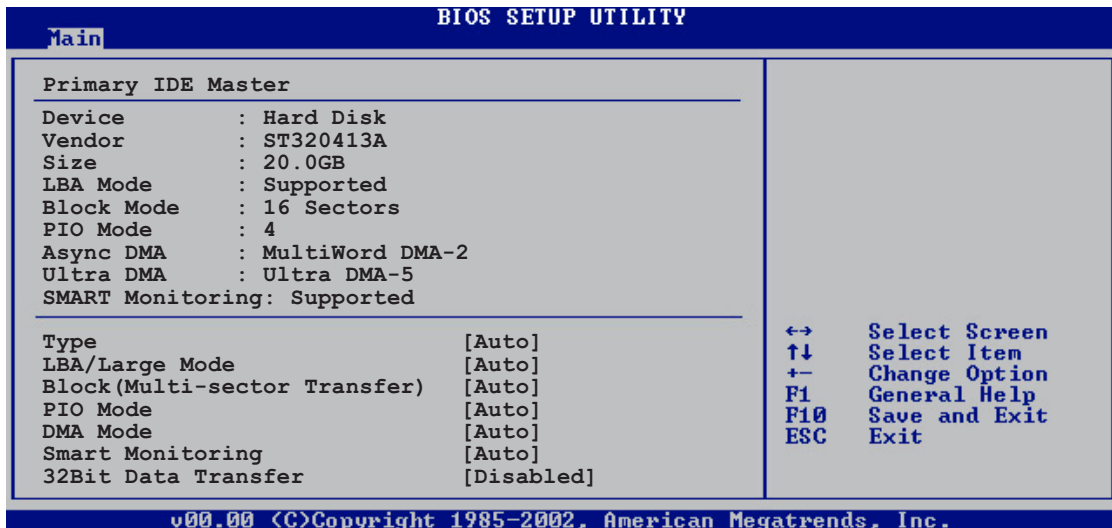 BIOS SETUP UTILITY
Main
Primary IDE Master
Device : Hard Disk
Vendor : ST320413A
Size : 20.0GB
LBA Mode : Supported
Block Mode : 16 Sectors
PIO Mode : 4
Async DMA : MultiWord DMA-2
Ultra DMA : Ultra DMA-5
SMART Monitoring: Supported
Type [Auto]
LBA/Large Mode [Auto]
Block(Multi-sector Transfer) [Auto]
PIO Mode [Auto]
DMA Mode [Auto]
Smart Monitoring [Auto]
32Bit Data Transfer [Disabled]
←→ Select Screen
↑↓ Select Item
+- Change Option
F1 General Help
F10 Save and Exit
ESC Exit
v00.00 (C)Copyright 1985-2002, American Megatrends, Inc.